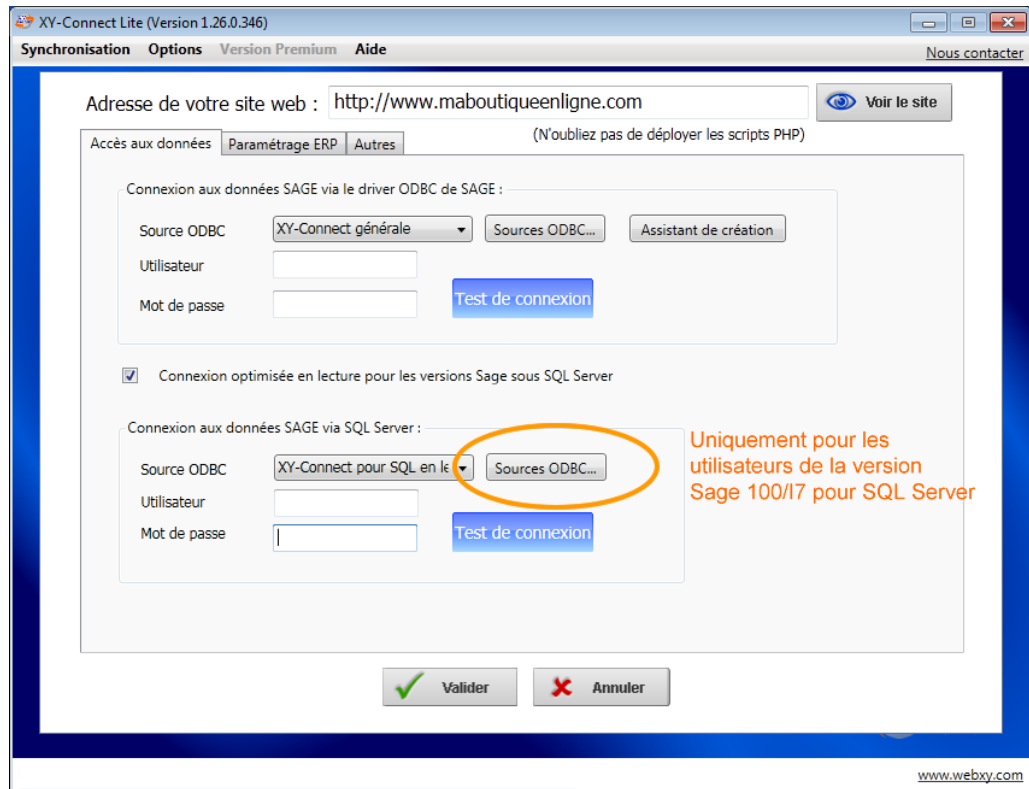 XY-Connect Lite (Version 1.26.0.346)
Synchronisation Options Version Premium Aide
Nous contacter
Adresse de votre site web : http://www.maboutiqueenligne.com Voir le site
(N'oubliez pas de déployer les scripts PHP)
Accès aux données Paramétrage ERP Autres
Connexion aux données SAGE via le driver ODBC de SAGE :
Source ODBC XY-Connect générale Sources ODBC... Assistant de création
Utilisateur
Mot de passe Test de connexion
Connexion optimisée en lecture pour les versions Sage sous SQL Server
Connexion aux données SAGE via SQL Server :
Source ODBC XY-Connect pour SQL en le Sources ODBC...
Utilisateur
Mot de passe Test de connexion
Uniquement pour les
utilisateurs de la version
Sage 100/I7 pour SQL Server
Valider Annuler
www.webxy.com